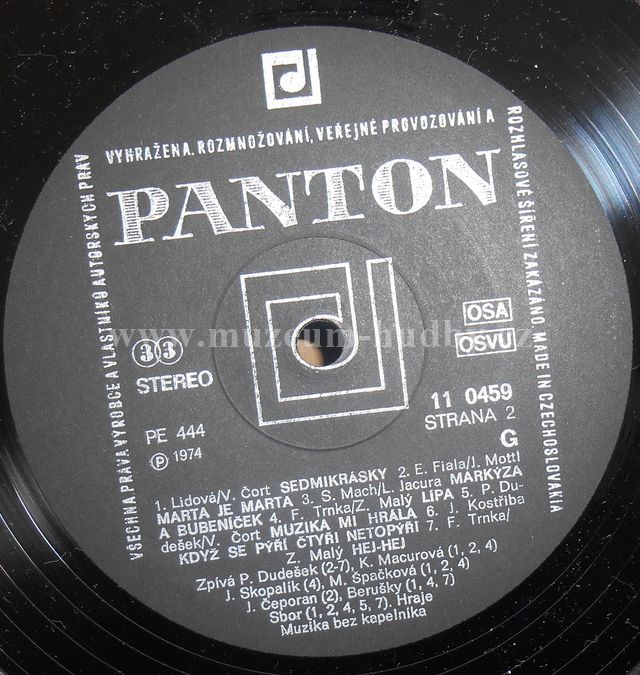 VŠECHNA PRÁVA VÝROBCE A VLASTNÍKŮ AUTORSKÝCH PRÁV
VYHRAŽENA. ROZMNOŽOVÁNÍ, VEŘEJNÉ PROVOZOVÁNÍ A
ROZHLASOVÉ ŠÍŘENÍ ZAKÁZÁNO. MADE IN CZECHOSLOVAKIA
PANTON
OSA
OSVU
www.muzeum-hudby.cz
33
STEREO
11 0459
STRANA 2
PE 444
G
Ⓟ 1974
1. Lidová/V. Čort SEDMIKRÁSKY 2. E. Fiala/J. Mottl
MARTA JE MARTA 3. S. Mach/L. Jacura MARKÝZA
A BUBENÍČEK 4. F. Trnka/Z. Malý LÍPA 5. P. Du-
dešek/V. Čort MUZIKA MI HRÁLA 6. J. Kostřiba
KDYŽ SE PÝŘÍ ČTYŘI NETOPÝŘI 7. F. Trnka/
Z. Malý HEJ-HEJ
Zpívá P. Dudešek (2-7), K. Macurová (1, 2, 4)
J. Skopalík (4), M. Špačková (1, 2, 4)
J. Čeporan (2), Berušky (1, 4, 7)
Sbor (1, 2, 4, 5, 7). Hraje
Muzika bez kapelníka